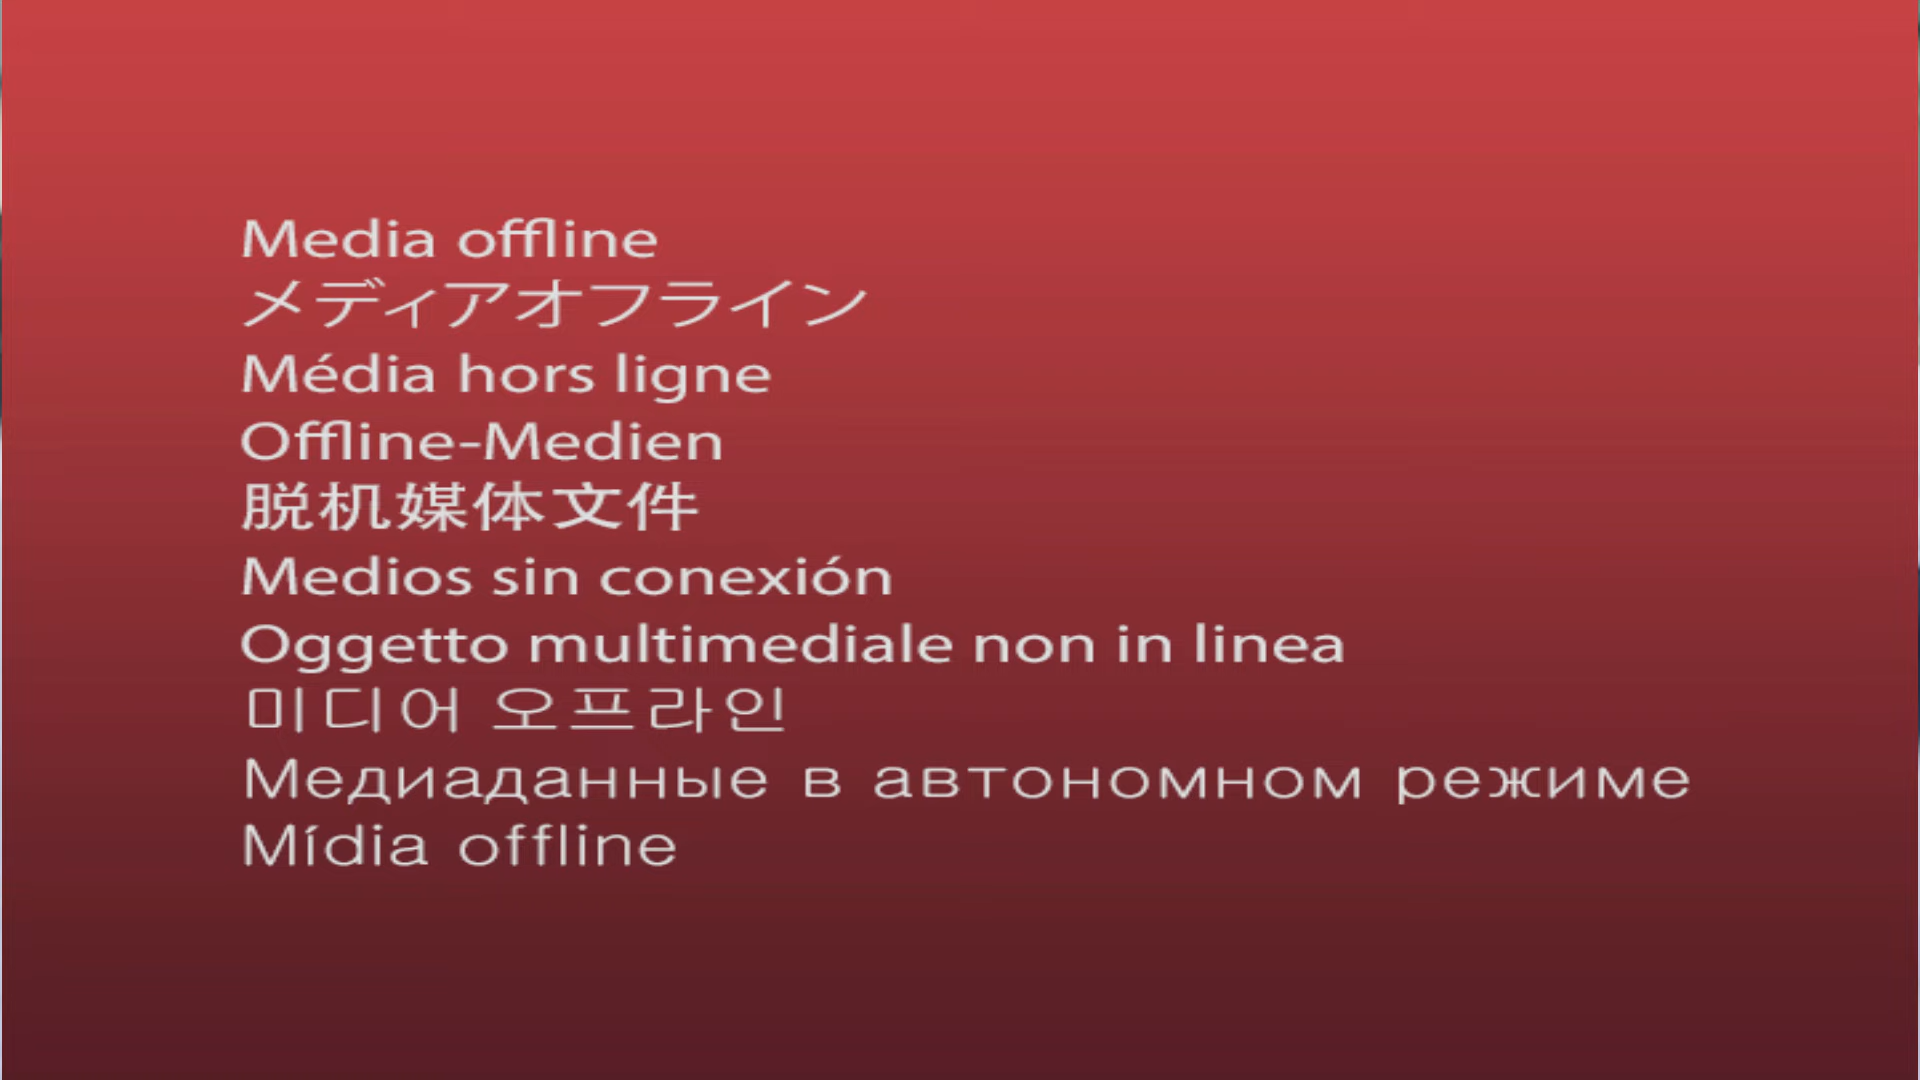 Media offline
メディアオフライン
Média hors ligne
Offline-Medien
脱机媒体文件
Medios sin conexión
Oggetto multimediale non in linea
미디어 오프라인
Медиаданные в автономном режиме
Mídia offline